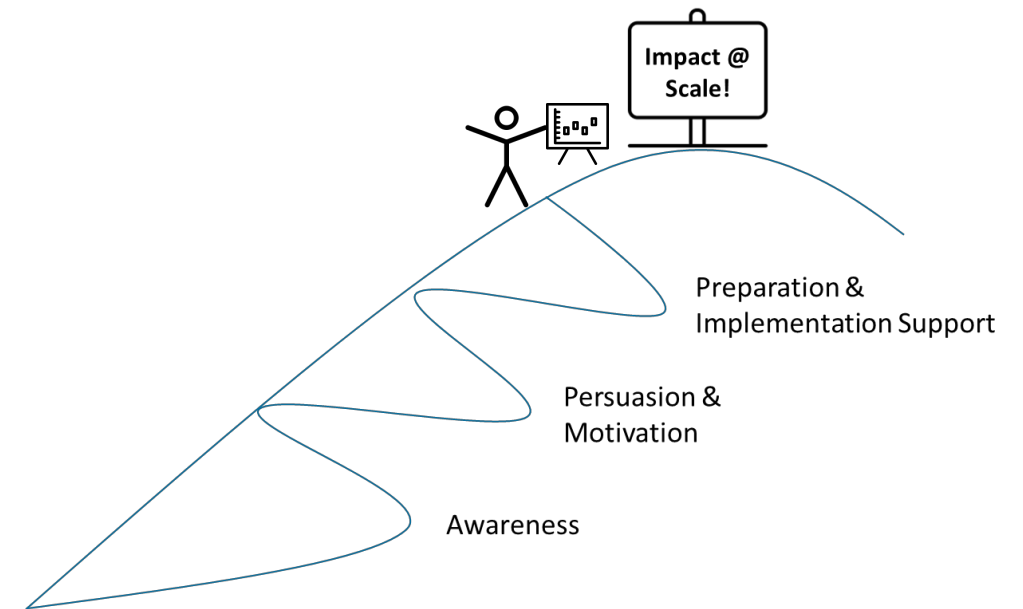 Impact @
Scale!
Preparation &
Implementation Support
Persuasion &
Motivation
Awareness